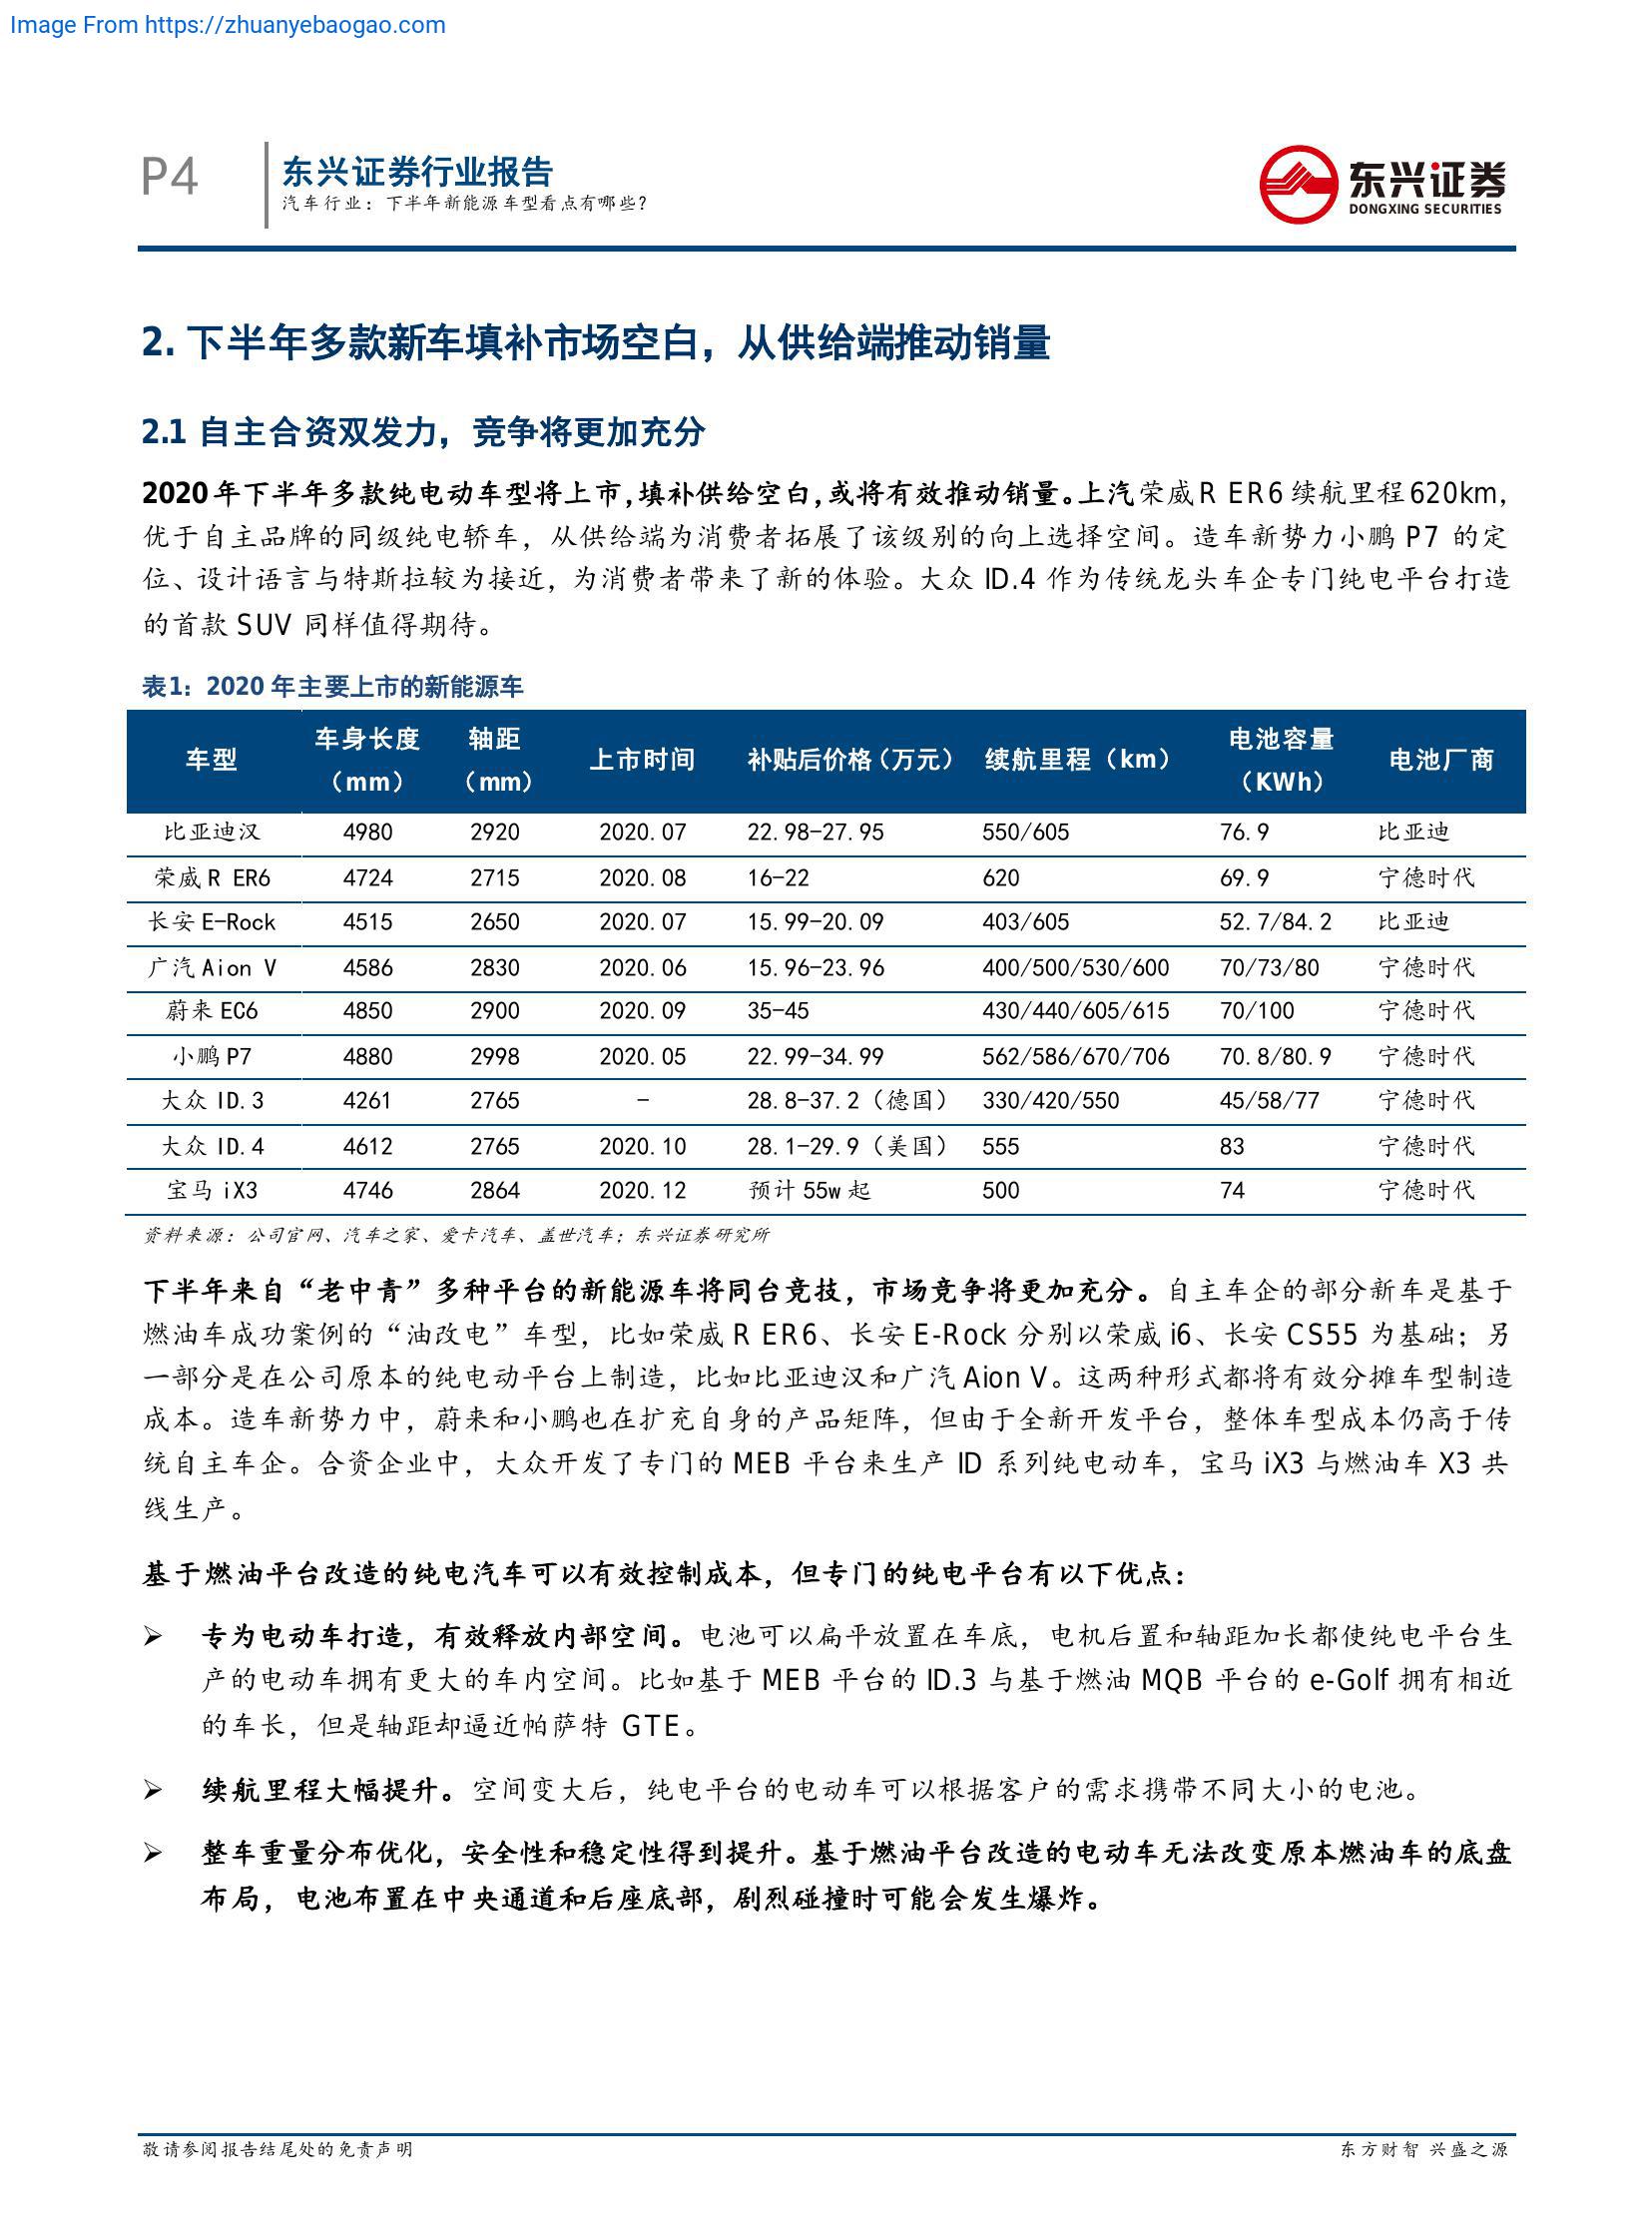 Image From https://zhuanyebaogao.com
P4
东兴证券行业报告
汽车行业：下半年新能源车型看点有哪些？
东兴证券
DONGXING SECURITIES
2. 下半年多款新车填补市场空白，从供给端推动销量
2.1 自主合资双发力，竞争将更加充分
2020年下半年多款纯电动车型将上市，填补供给空白，或将有效推动销量。上汽荣威R ER6续航里程620km，
优于自主品牌的同级纯电轿车，从供给端为消费者拓展了该级别的向上选择空间。造车新势力小鹏 P7 的定
位、设计语言与特斯拉较为接近，为消费者带来了新的体验。大众 ID.4 作为传统龙头车企专门纯电平台打造
的首款 SUV 同样值得期待。
表1：2020 年主要上市的新能源车
车型 车身长度（mm） 轴距（mm） 上市时间 补贴后价格（万元） 续航里程（km） 电池容量（KWh） 电池厂商
比亚迪汉 4980 2920 2020.07 22.98-27.95 550/605 76.9 比亚迪
荣威 R ER6 4724 2715 2020.08 16-22 620 69.9 宁德时代
长安 E-Rock 4515 2650 2020.07 15.99-20.09 403/605 52.7/84.2 比亚迪
广汽 Aion V 4586 2830 2020.06 15.96-23.96 400/500/530/600 70/73/80 宁德时代
蔚来 EC6 4850 2900 2020.09 35-45 430/440/605/615 70/100 宁德时代
小鹏 P7 4880 2998 2020.05 22.99-34.99 562/586/670/706 70.8/80.9 宁德时代
大众 ID.3 4261 2765 - 28.8-37.2（德国） 330/420/550 45/58/77 宁德时代
大众 ID.4 4612 2765 2020.10 28.1-29.9（美国） 555 83 宁德时代
宝马 iX3 4746 2864 2020.12 预计 55w 起 500 74 宁德时代
资料来源：公司官网、汽车之家、爱卡汽车、盖世汽车；东兴证券研究所
下半年来自“老中青”多种平台的新能源车将同台竞技，市场竞争将更加充分。自主车企的部分新车是基于
燃油车成功案例的“油改电”车型，比如荣威 R ER6、长安 E-Rock 分别以荣威 i6、长安 CS55 为基础；另
一部分是在公司原本的纯电动平台上制造，比如比亚迪汉和广汽 Aion V。这两种形式都将有效分摊车型制造
成本。造车新势力中，蔚来和小鹏也在扩充自身的产品矩阵，但由于全新开发平台，整体车型成本仍高于传
统自主车企。合资企业中，大众开发了专门的 MEB 平台来生产 ID 系列纯电动车，宝马 iX3 与燃油车 X3 共
线生产。
基于燃油平台改造的纯电汽车可以有效控制成本，但专门的纯电平台有以下优点：
➢ 专为电动车打造，有效释放内部空间。电池可以扁平放置在车底，电机后置和轴距加长都使纯电平台生
产的电动车拥有更大的车内空间。比如基于 MEB 平台的 ID.3 与基于燃油 MQB 平台的 e-Golf 拥有相近
的车长，但是轴距却逼近帕萨特 GTE。
➢ 续航里程大幅提升。空间变大后，纯电平台的电动车可以根据客户的需求携带不同大小的电池。
➢ 整车重量分布优化，安全性和稳定性得到提升。基于燃油平台改造的电动车无法改变原本燃油车的底盘
布局，电池布置在中央通道和后座底部，剧烈碰撞时可能会发生爆炸。
敬请参阅报告结尾处的免责声明
东方财智 兴盛之源